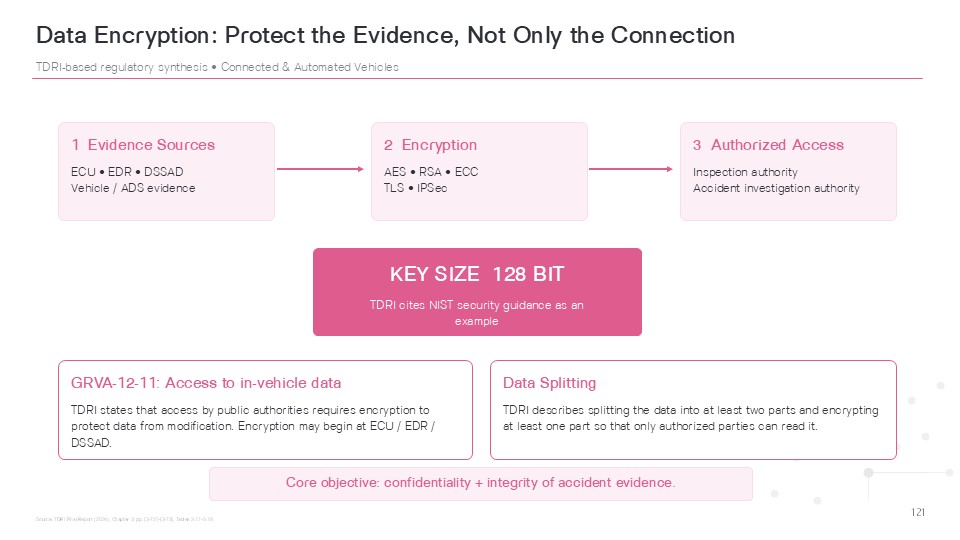 Data Encryption: Protect the Evidence, Not Only the Connection
TDRI-based regulatory synthesis • Connected & Automated Vehicles
1 Evidence Sources
ECU • EDR • DSSAD
Vehicle / ADS evidence
2 Encryption
AES • RSA • ECC
TLS • IPSec
3 Authorized Access
Inspection authority
Accident investigation authority
KEY SIZE 128 BIT
TDRI cites NIST security guidance as an
example
GRVA-12-11: Access to in-vehicle data
TDRI states that access by public authorities requires encryption to
protect data from modification. Encryption may begin at ECU / EDR /
DSSAD.
Data Splitting
TDRI describes splitting the data into at least two parts and encrypting
at least one part so that only authorized parties can read it.
Core objective: confidentiality + integrity of accident evidence.
121